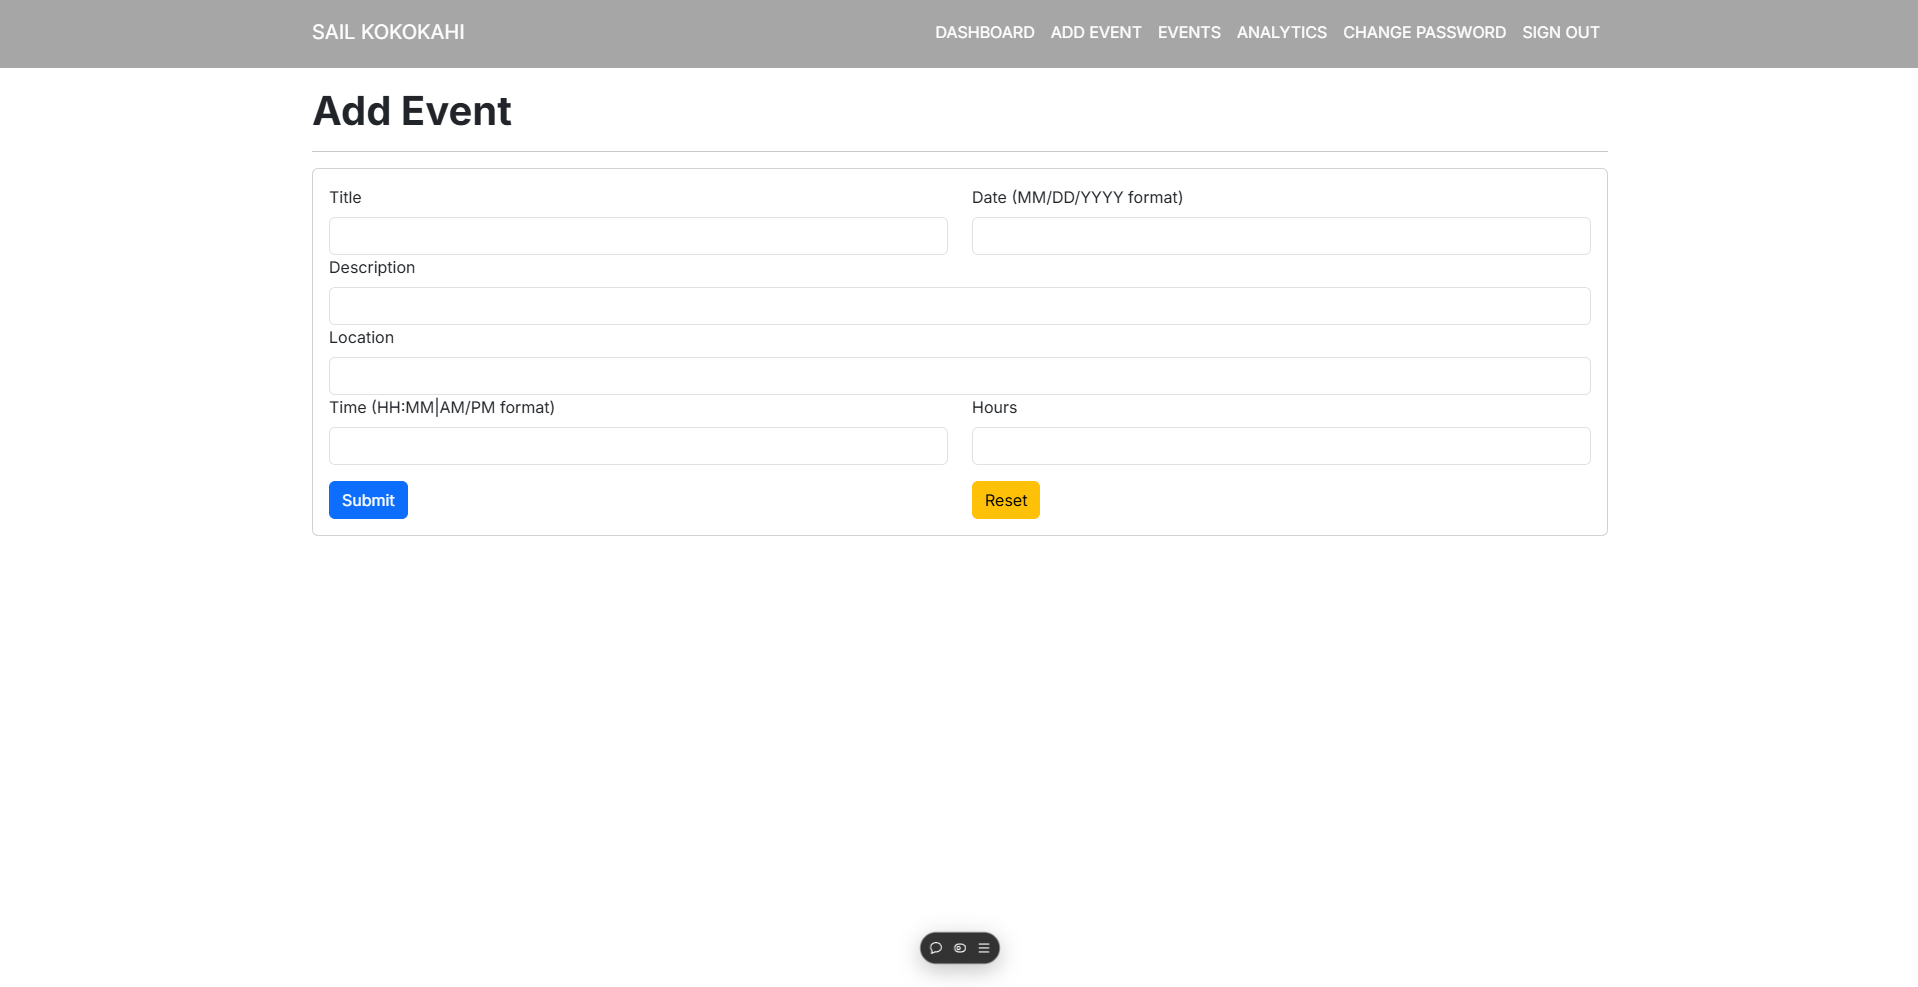 SAIL KOKOKAHI
DASHBOARD ADD EVENT EVENTS ANALYTICS CHANGE PASSWORD SIGN OUT
Add Event
Title
Date (MM/DD/YYYY format)
Description
Location
Time (HH:MM|AM/PM format)
Hours
Submit
Reset